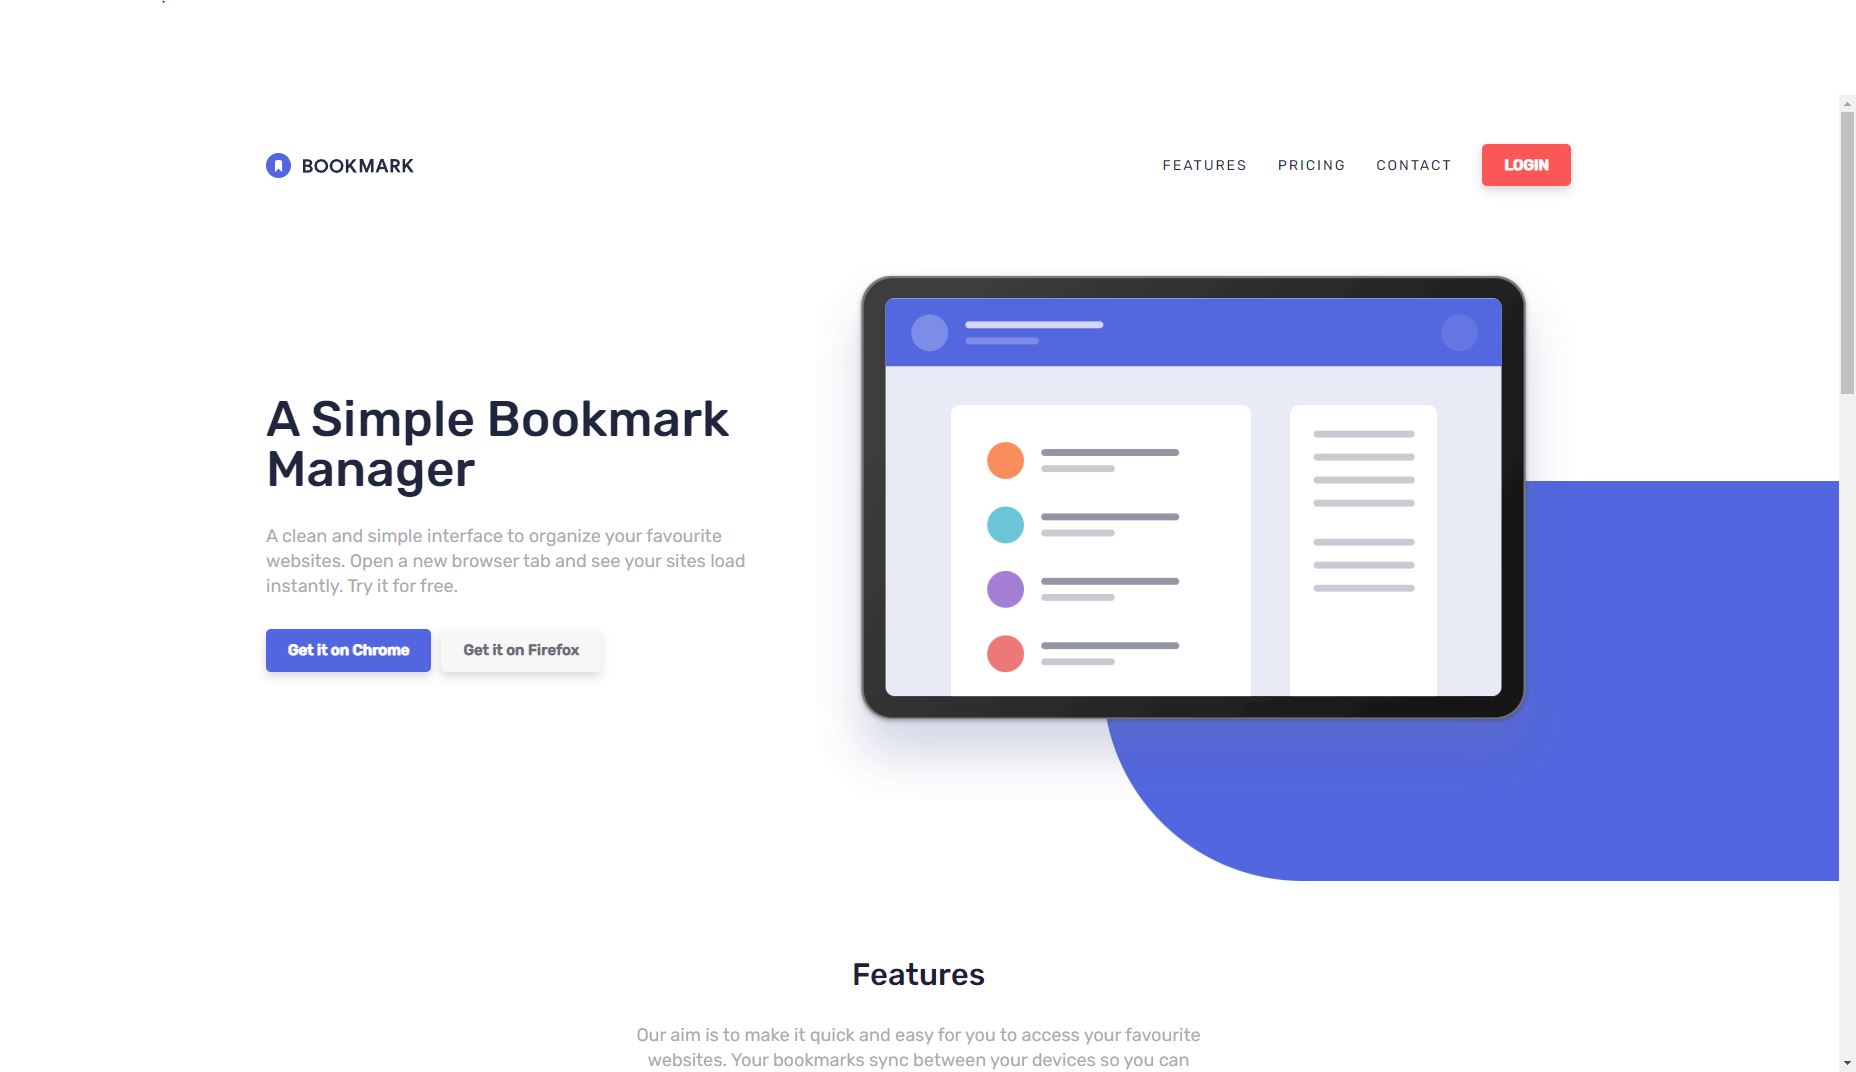 BOOKMARK
FEATURES PRICING CONTACT LOGIN
A Simple Bookmark
Manager
A clean and simple interface to organize your favourite
websites. Open a new browser tab and see your sites load
instantly. Try it for free.
Get it on Chrome Get it on Firefox
Features
Our aim is to make it quick and easy for you to access your favourite
websites. Your bookmarks sync between your devices so you can